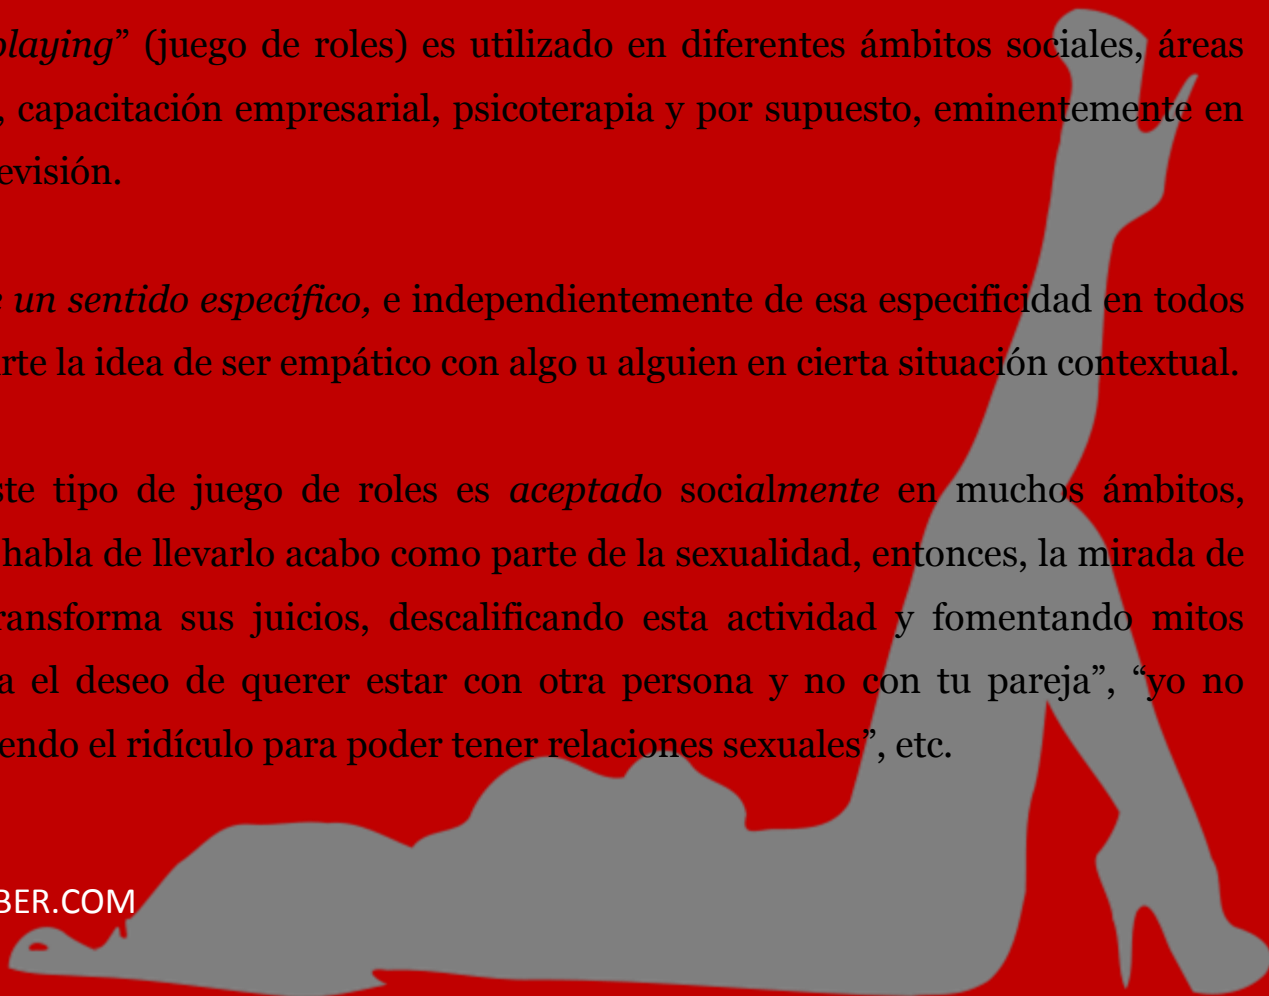 playing” (juego de roles) es utilizado en diferentes ámbitos sociales, áreas
, capacitación empresarial, psicoterapia y por supuesto, eminentemente en
evisión.
un sentido específico, e independientemente de esa especificidad en todos
rte la idea de ser empático con algo u alguien en cierta situación contextual.
ste tipo de juego de roles es aceptado socialmente en muchos ámbitos,
habla de llevarlo acabo como parte de la sexualidad, entonces, la mirada de
ransforma sus juicios, descalificando esta actividad y fomentando mitos
a el deseo de querer estar con otra persona y no con tu pareja”, “yo no
endo el ridículo para poder tener relaciones sexuales”, etc.
BER.COM